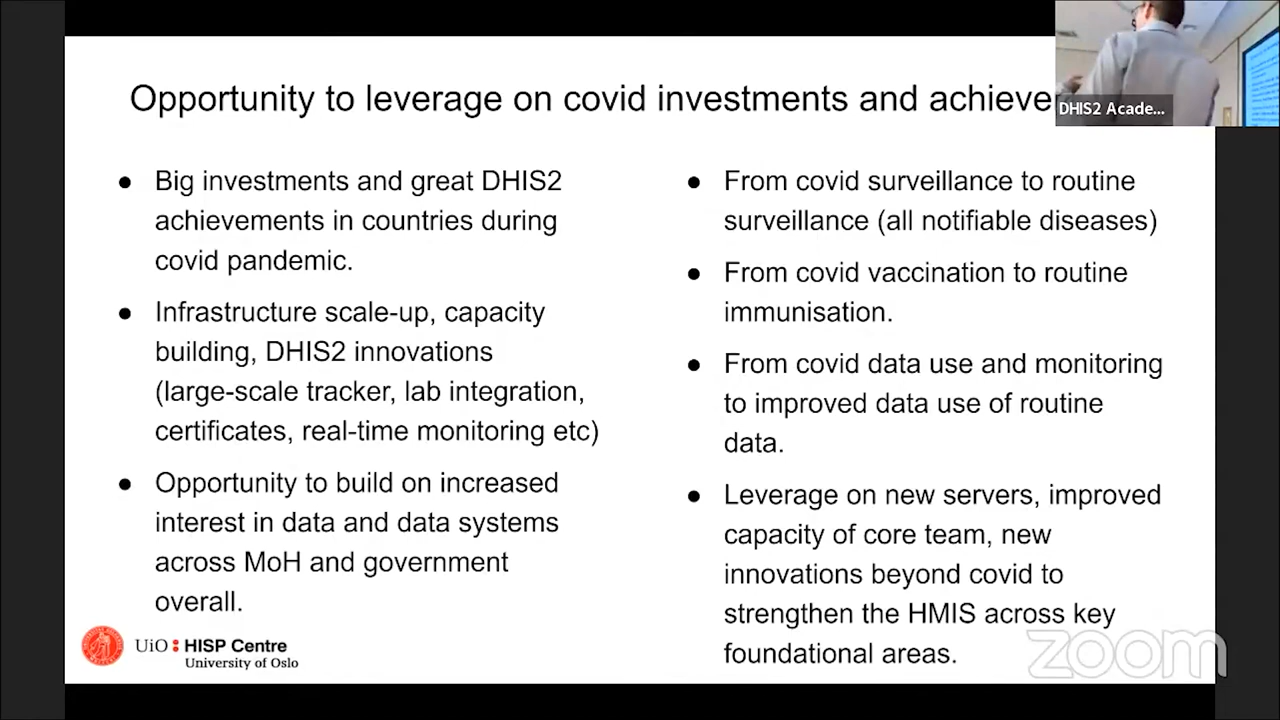 Opportunity to leverage on covid investments and achieve
DHIS2 Acade...
● Big investments and great DHIS2
achievements in countries during
covid pandemic.
● Infrastructure scale-up, capacity
building, DHIS2 innovations
(large-scale tracker, lab integration,
certificates, real-time monitoring etc)
● Opportunity to build on increased
interest in data and data systems
across MoH and government
overall.
● From covid surveillance to routine
surveillance (all notifiable diseases)
● From covid vaccination to routine
immunisation.
● From covid data use and monitoring
to improved data use of routine
data.
● Leverage on new servers, improved
capacity of core team, new
innovations beyond covid to
strengthen the HMIS across key
foundational areas.
UiO : HISP Centre
University of Oslo
zoom